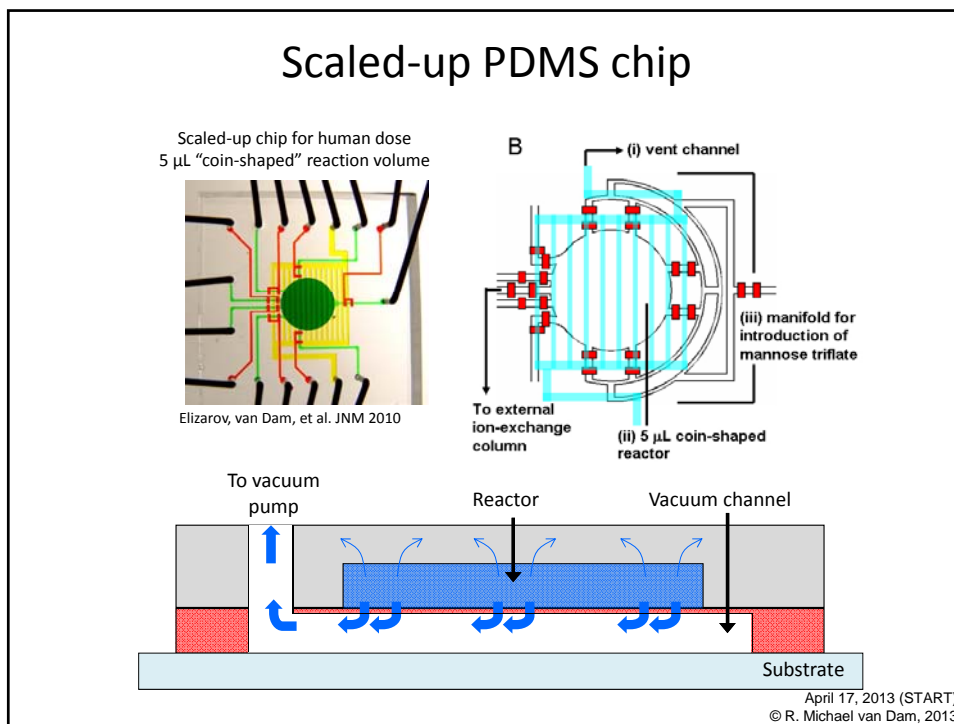 Scaled-up PDMS chip
Scaled-up chip for human dose
5 µL “coin-shaped” reaction volume
Elizarov, van Dam, et al. JNM 2010
B
(i) vent channel
(iii) manifold for
introduction of
mannose triflate
To external
ion-exchange
column
(ii) 5 µL coin-shaped
reactor
To vacuum
pump
Reactor
Vacuum channel
Substrate
April 17, 2013 (START)
© R. Michael van Dam, 2013